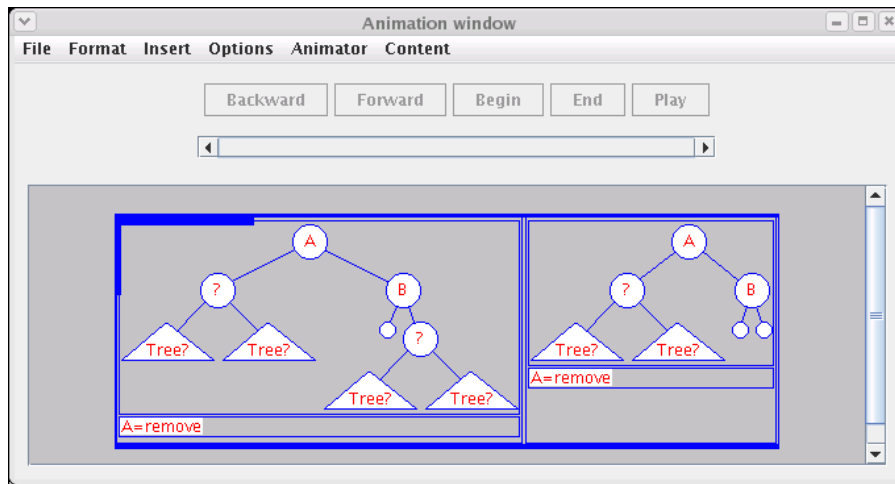 Animation window
File Format Insert Options Animator Content
Backward Forward Begin End Play
A A
? B ? B
Tree? Tree? ? Tree? Tree?
Tree? Tree? A=remove
A=remove